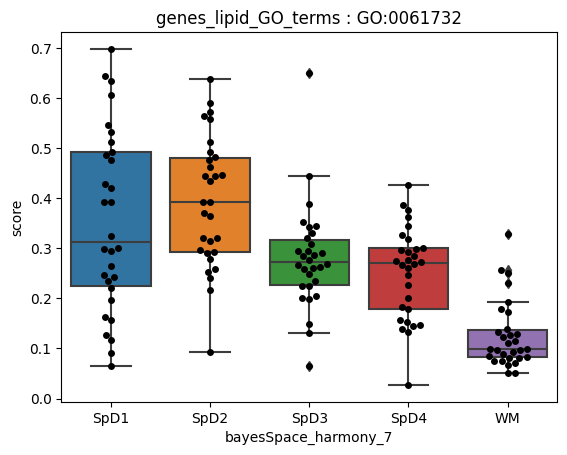 genes_lipid_GO_terms : GO:0061732
0.7
0.6
0.5
0.4
0.3
0.2
0.1
0.0
score
SpD1 SpD2 SpD3 SpD4 WM
bayesSpace_harmony_7